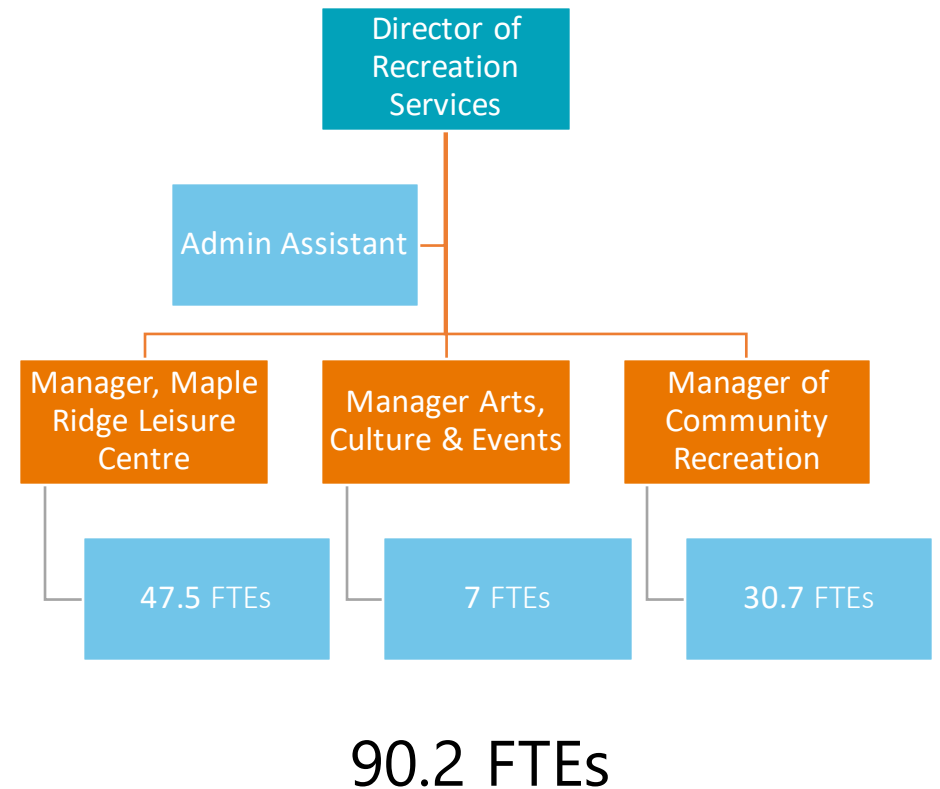 Director of
Recreation
Services
Admin Assistant
Manager, Maple
Ridge Leisure
Centre
Manager Arts,
Culture & Events
Manager of
Community
Recreation
47.5 FTEs
7 FTEs
30.7 FTEs
90.2 FTEs